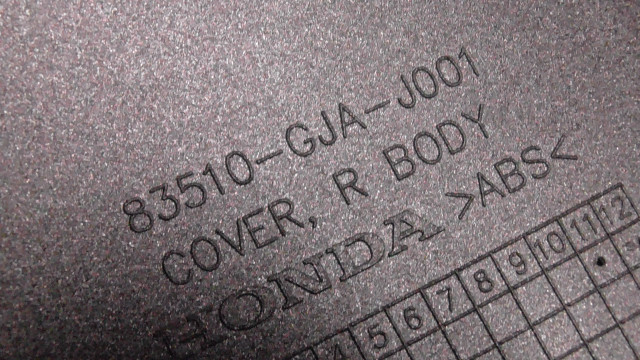 83510-GJA-J001
COVER, R BODY
HONDA >ABS<
4 5 6 7 8 9 10 11 12